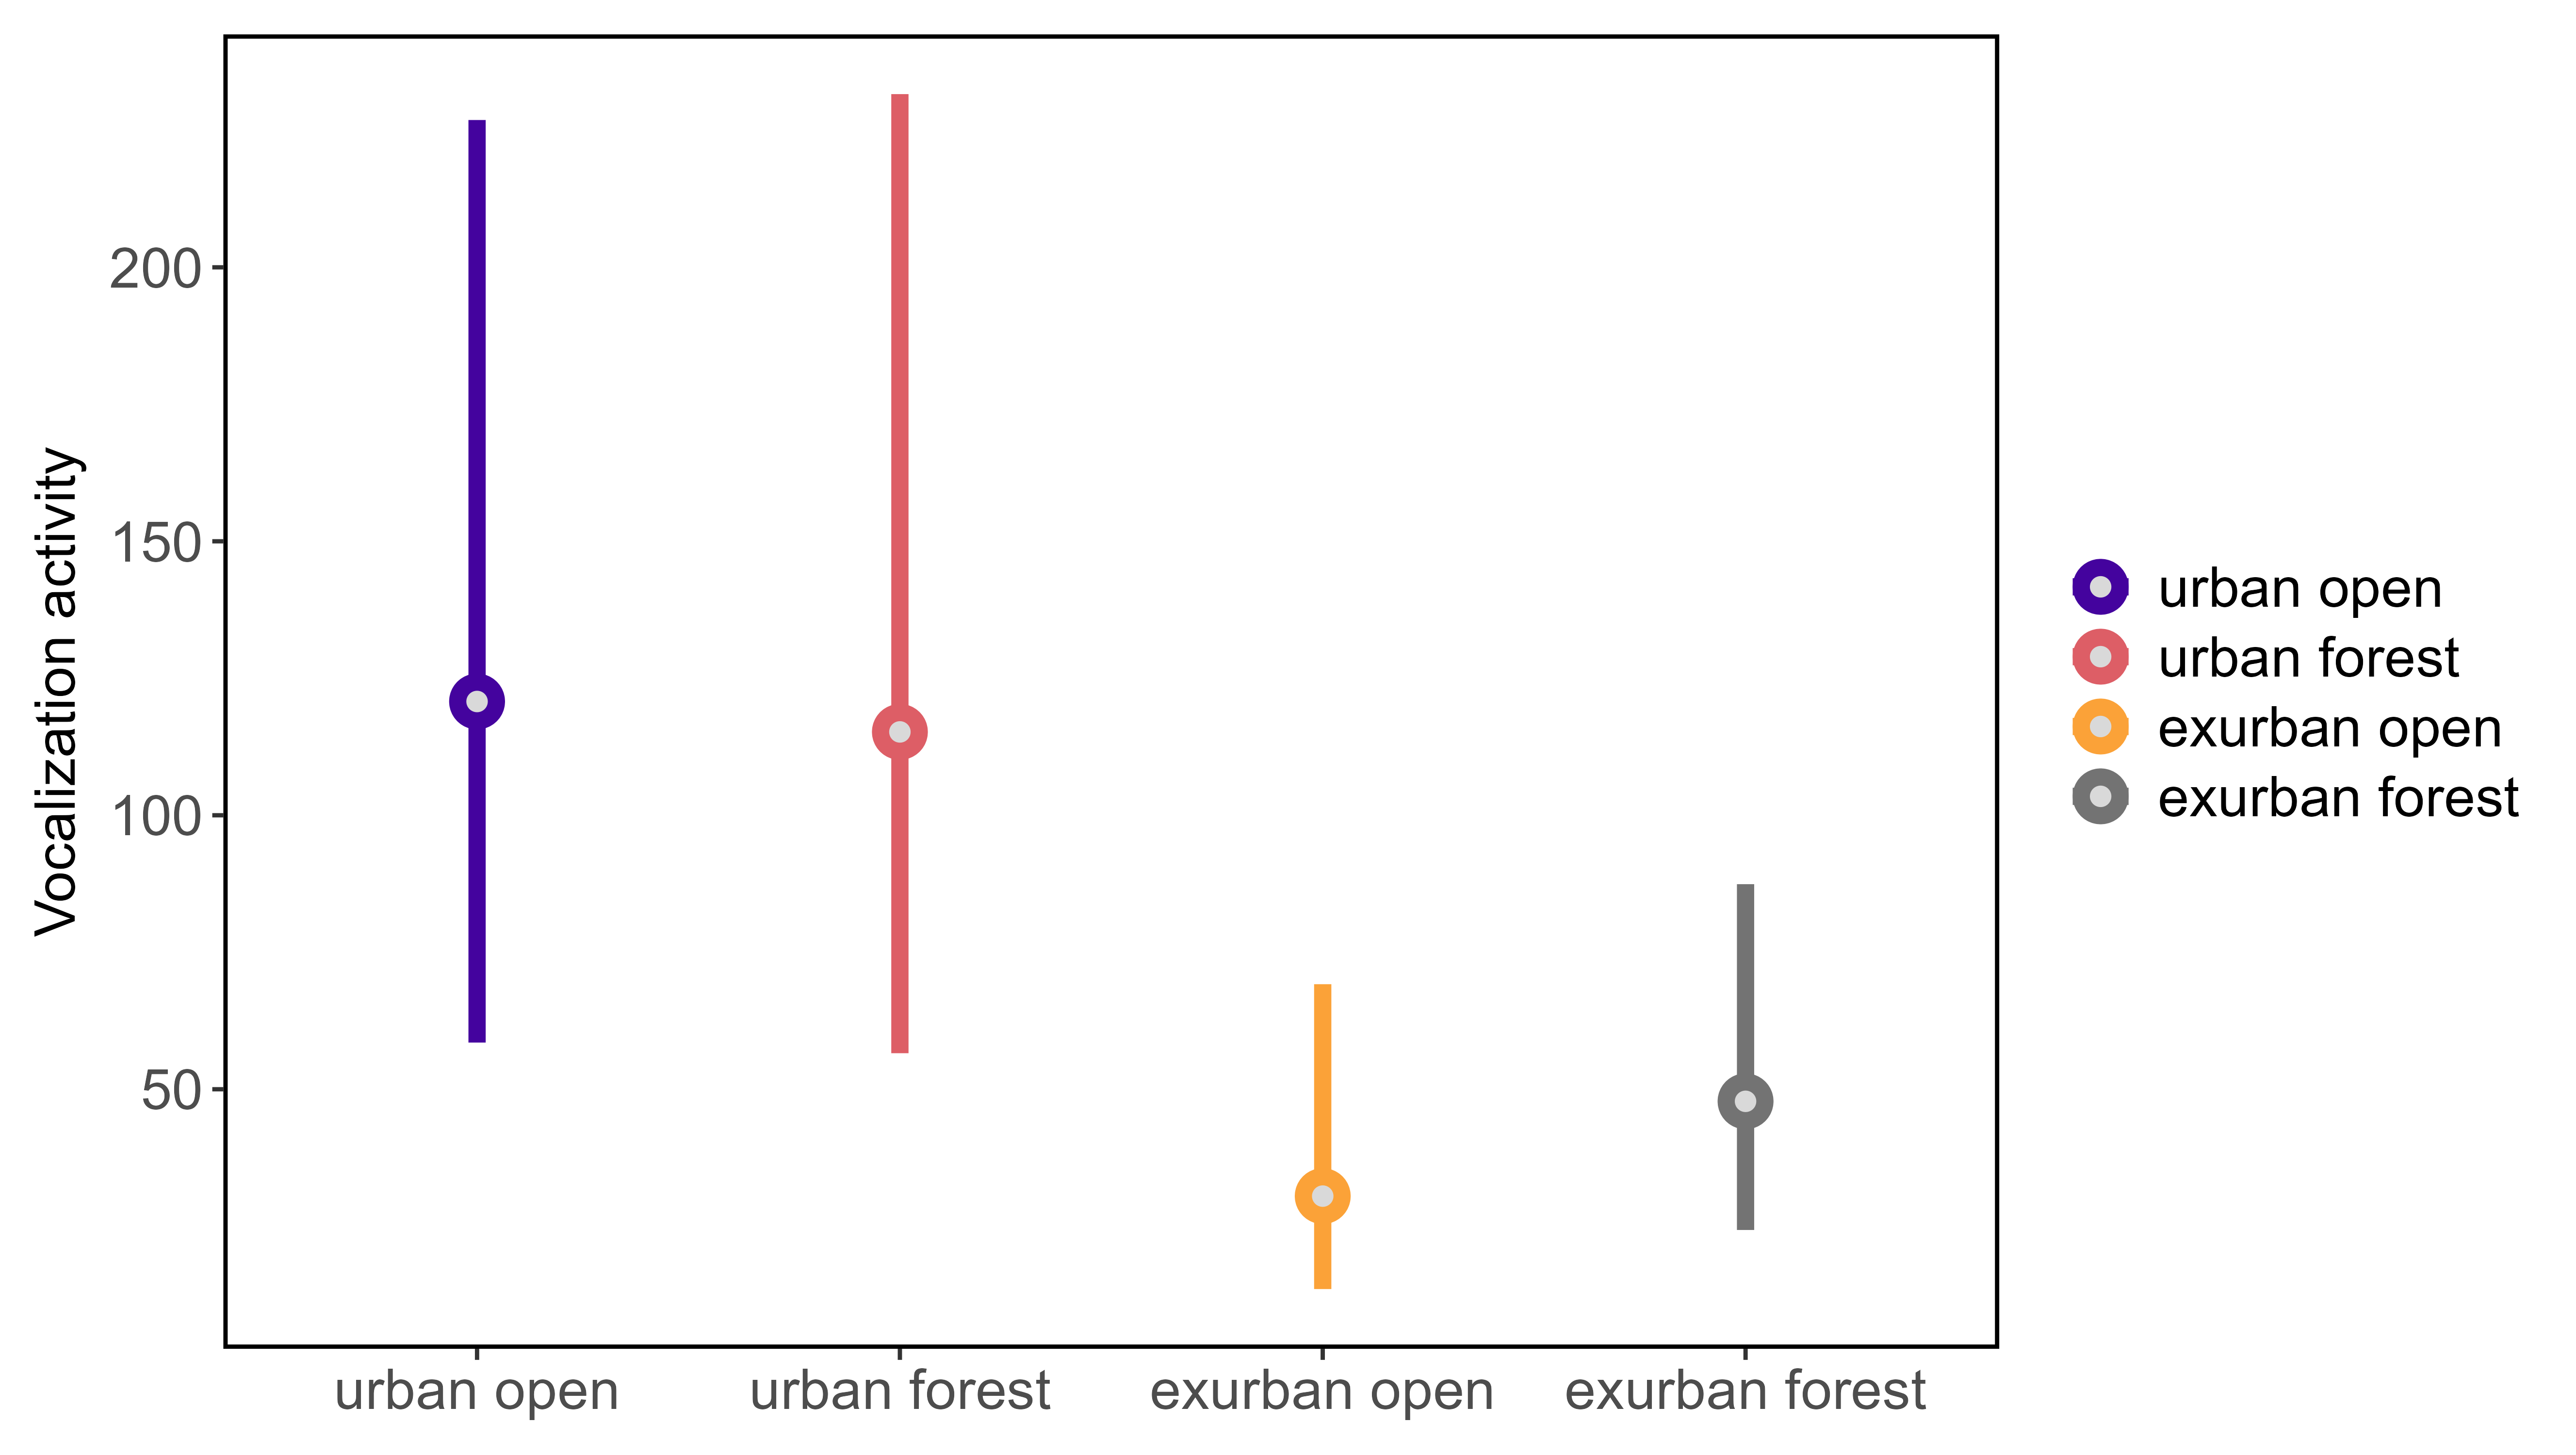 Vocalization activity
200
150
100
50
urban open
urban forest
exurban open
exurban forest
urban open
urban forest
exurban open
exurban forest